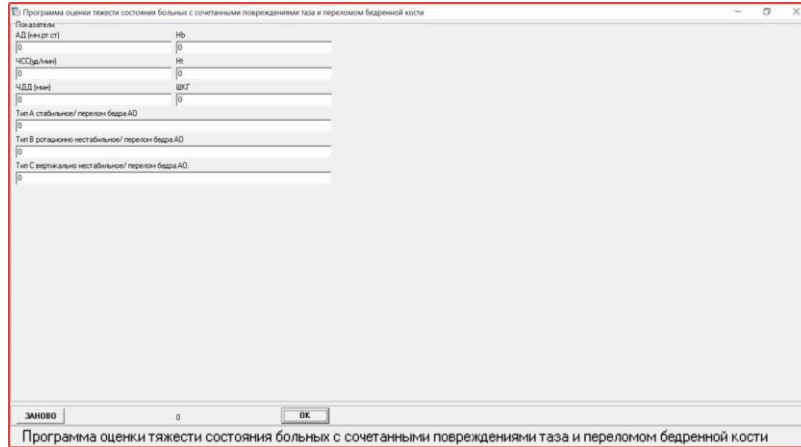 Программа оценки тяжести состояния больных с сочетанными повреждениями таза и переломом бедренной кости
Показатели:
АД (мм.рт.ст)
Hb
0
0
ЧСС(уд/мин)
Ht
0
0
ЧДД (мин)
ШКГ
0
0
Тип А стабильное/ перелом бедра АО
0
Тип В ротационно нестабильное/ перелом бедра АО
0
Тип С вертикально нестабильное/ перелом бедра АО.
0
ЗАНОВО
0
ОК
Программа оценки тяжести состояния больных с сочетанными повреждениями таза и переломом бедренной кости